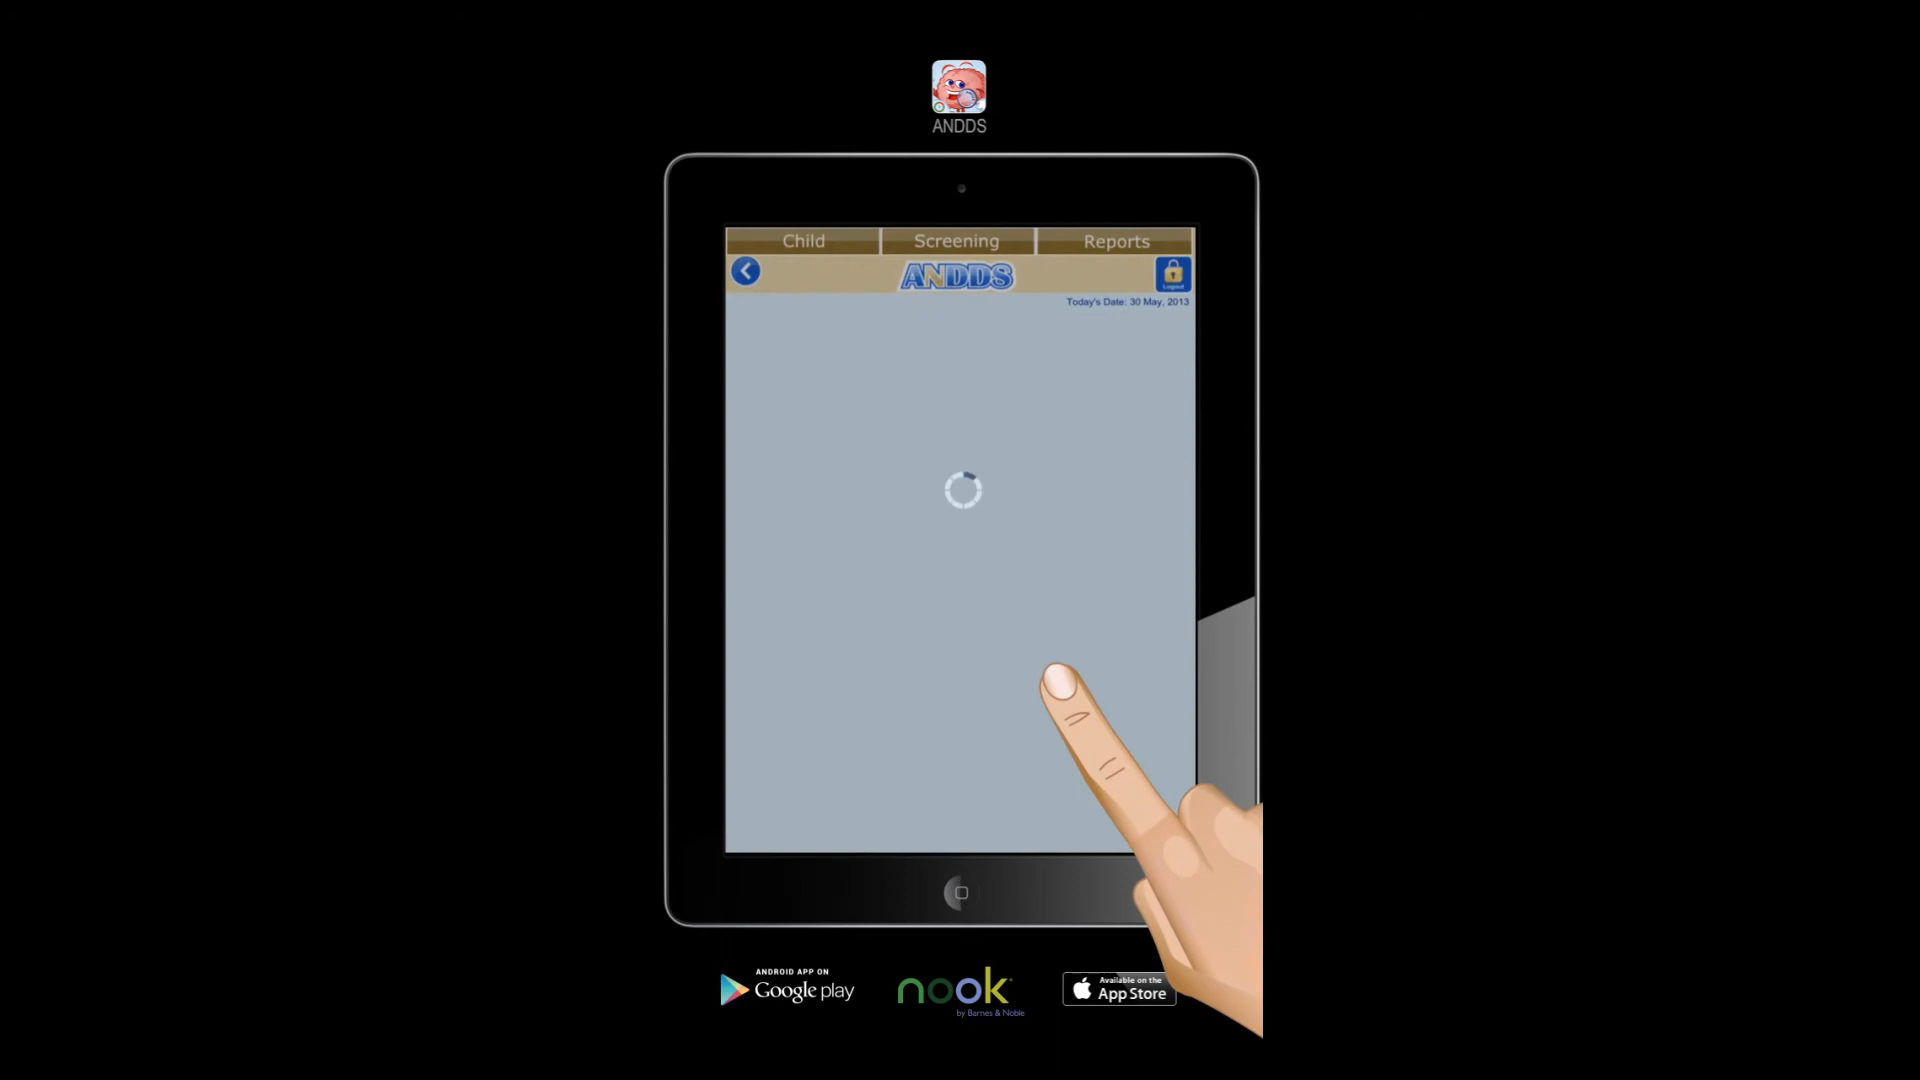 ANDDS
Child
Screening
Reports
ANDDS
Logout
Today's Date: 30 May, 2013
ANDROID APP ON
Google play
nook
by Barnes & Noble
Available on the
App Store